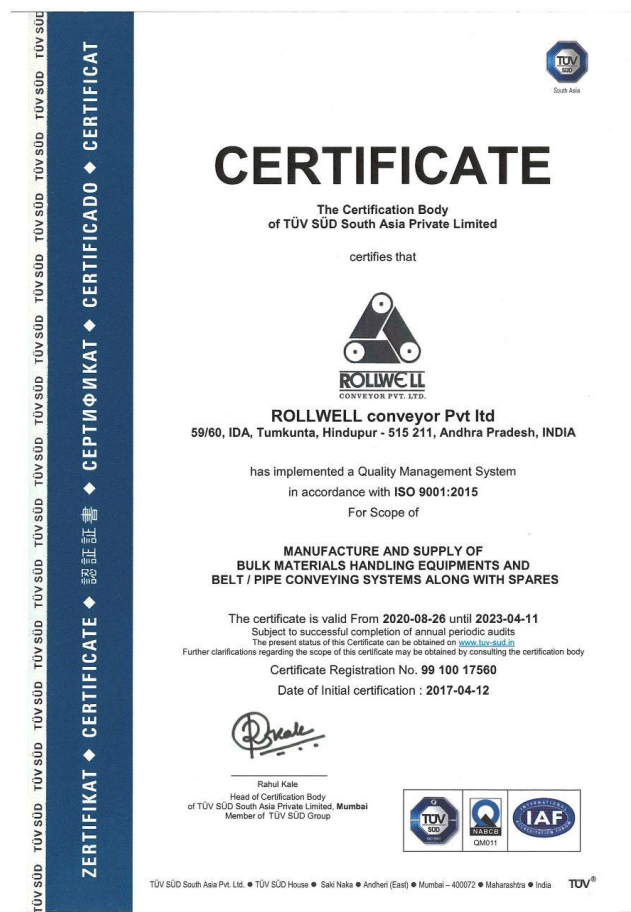 TÜV SÜD TÜV SÜD TÜV SÜD TÜV SÜD TÜV SÜD TÜV SÜD TÜV SÜD TÜV SÜD TÜV SÜD TÜV SÜD TÜV SÜD TÜV SÜD TÜV SÜD TÜV SÜD TÜV SÜD
ZERTIFIKAT ◆ CERTIFICATE ◆ 認証証書 ◆ СЕРТИФИКАТ ◆ CERTIFICADO ◆ CERTIFICAT
TÜV
SÜD
South Asia
CERTIFICATE
The Certification Body
of TÜV SÜD South Asia Private Limited
certifies that
ROLLWELL
CONVEYOR PVT. LTD.
ROLLWELL conveyor Pvt ltd
59/60, IDA, Tumkunta, Hindupur - 515 211, Andhra Pradesh, INDIA
has implemented a Quality Management System
in accordance with ISO 9001:2015
For Scope of
MANUFACTURE AND SUPPLY OF
BULK MATERIALS HANDLING EQUIPMENTS AND
BELT / PIPE CONVEYING SYSTEMS ALONG WITH SPARES
The certificate is valid From 2020-08-26 until 2023-04-11
Subject to successful completion of annual periodic audits
The present status of this Certificate can be obtained on www.tuv-sud.in
Further clarifications regarding the scope of this certificate may be obtained by consulting the certification body
Certificate Registration No. 99 100 17560
Date of Initial certification : 2017-04-12
Rkale
Rahul Kale
Head of Certification Body
of TÜV SÜD South Asia Private Limited, Mumbai
Member of TÜV SÜD Group
Q
TÜV
SÜD
NABCB
QM011
INTERNATIONAL
ACCREDITATION FORUM
IAF
TÜV SÜD South Asia Pvt. Ltd. ● TÜV SÜD House ● Saki Naka ● Andheri (East) ● Mumbai – 400072 ● Maharashtra ● India
TÜV®